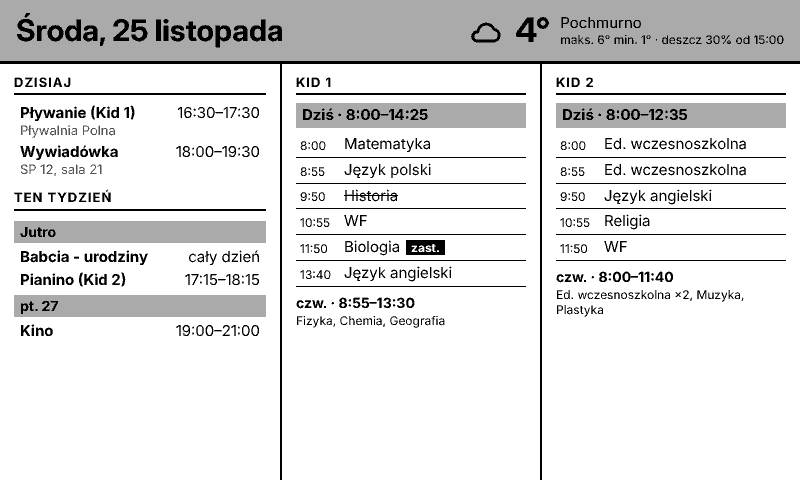 Środa, 25 listopada
4° Pochmurno
maks. 6° min. 1° · deszcz 30% od 15:00
DZISIAJ
Pływanie (Kid 1) 16:30–17:30
Pływalnia Polna
Wywiadówka 18:00–19:30
SP 12, sala 21
TEN TYDZIEŃ
Jutro
Babcia - urodziny cały dzień
Pianino (Kid 2) 17:15–18:15
pt. 27
Kino 19:00–21:00
KID 1
Dziś · 8:00–14:25
8:00 Matematyka
8:55 Język polski
9:50 Historia
10:55 WF
11:50 Biologia zast.
13:40 Język angielski
czw. · 8:55–13:30
Fizyka, Chemia, Geografia
KID 2
Dziś · 8:00–12:35
8:00 Ed. wczesnoszkolna
8:55 Ed. wczesnoszkolna
9:50 Język angielski
10:55 Religia
11:50 WF
czw. · 8:00–11:40
Ed. wczesnoszkolna ×2, Muzyka,
Plastyka